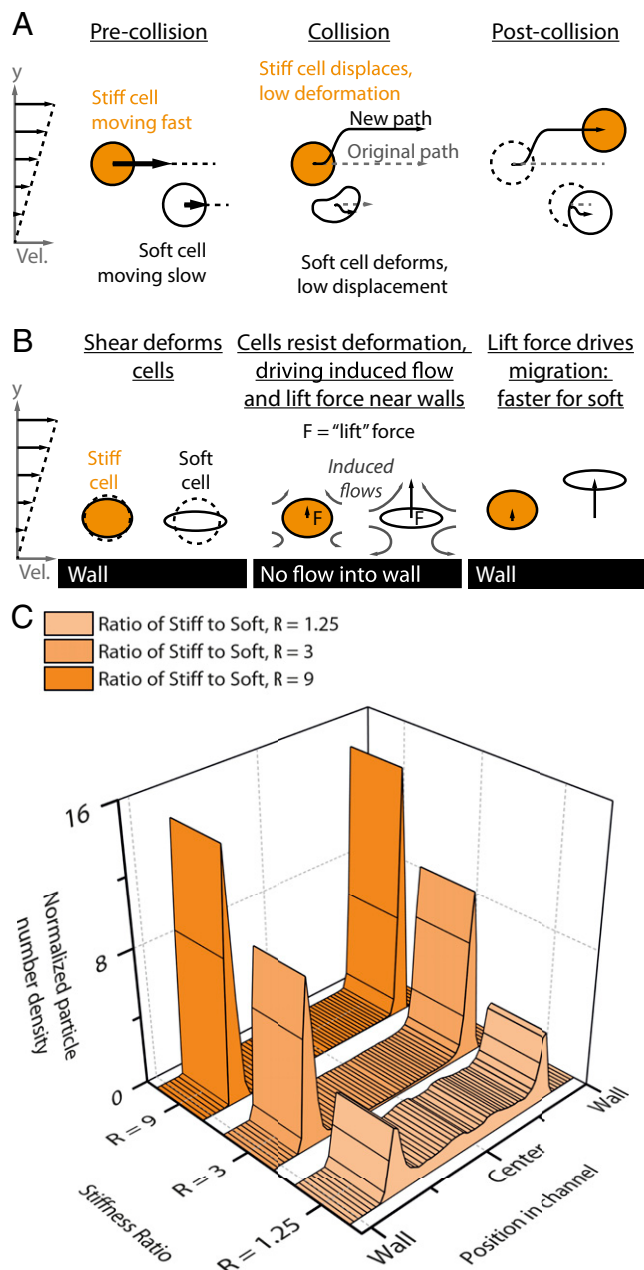 A
Pre-collision
Collision
Post-collision
y
Stiff cell
moving fast
Stiff cell displaces,
low deformation
New path
Original path
Vel.
Soft cell
moving slow
Soft cell deforms,
low displacement
B
Shear deforms
cells
Cells resist deformation,
driving induced flow
and lift force near walls
Lift force drives
migration:
faster for soft
y
F = “lift” force
Stiff
cell
Soft
cell
Induced
flows
F
F
Vel.
Wall
No flow into wall
Wall
C
Ratio of Stiff to Soft, R = 1.25
Ratio of Stiff to Soft, R = 3
Ratio of Stiff to Soft, R = 9
16
8
0
Normalized particle
number density
R = 9
R = 3
R = 1.25
Stiffness Ratio
Wall
Center
Wall
Position in channel